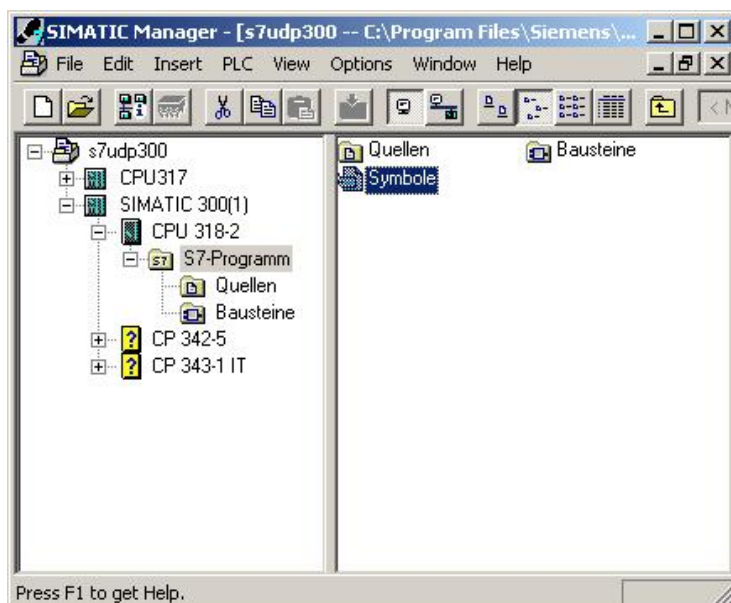 SIMATIC Manager - [s7udp300 -- C:\Program Files\Siemens\...
File Edit Insert PLC View Options Window Help
s7udp300
CPU317
SIMATIC 300(1)
CPU 318-2
S7-Programm
Quellen
Bausteine
CP 342-5
CP 343-1 IT
Quellen Bausteine
Symbole
Press F1 to get Help.